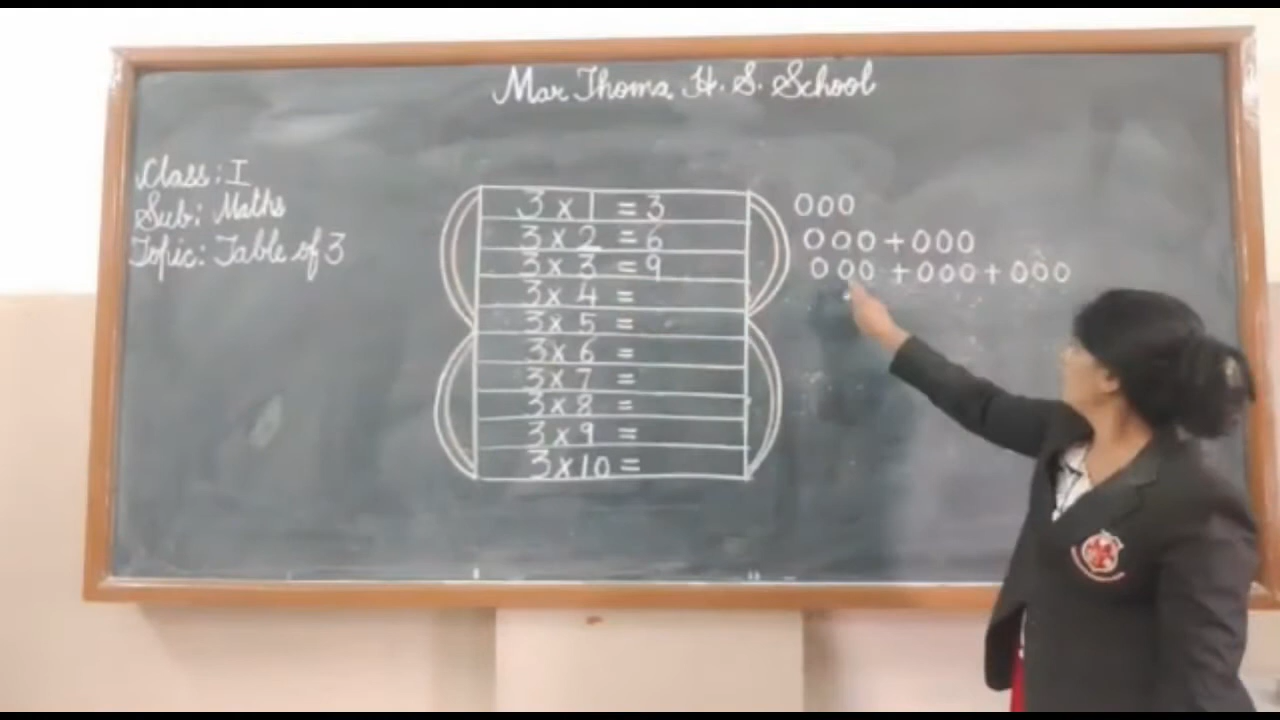 Mar Thoma H. S. School
Class: I
Sub: Maths
Topic: Table of 3
3 x 1 = 3 000
3 x 2 = 6 000 + 000
3 x 3 = 9 000 + 000 + 000
3 x 4 =
3 x 5 =
3 x 6 =
3 x 7 =
3 x 8 =
3 x 9 =
3 x 10 =